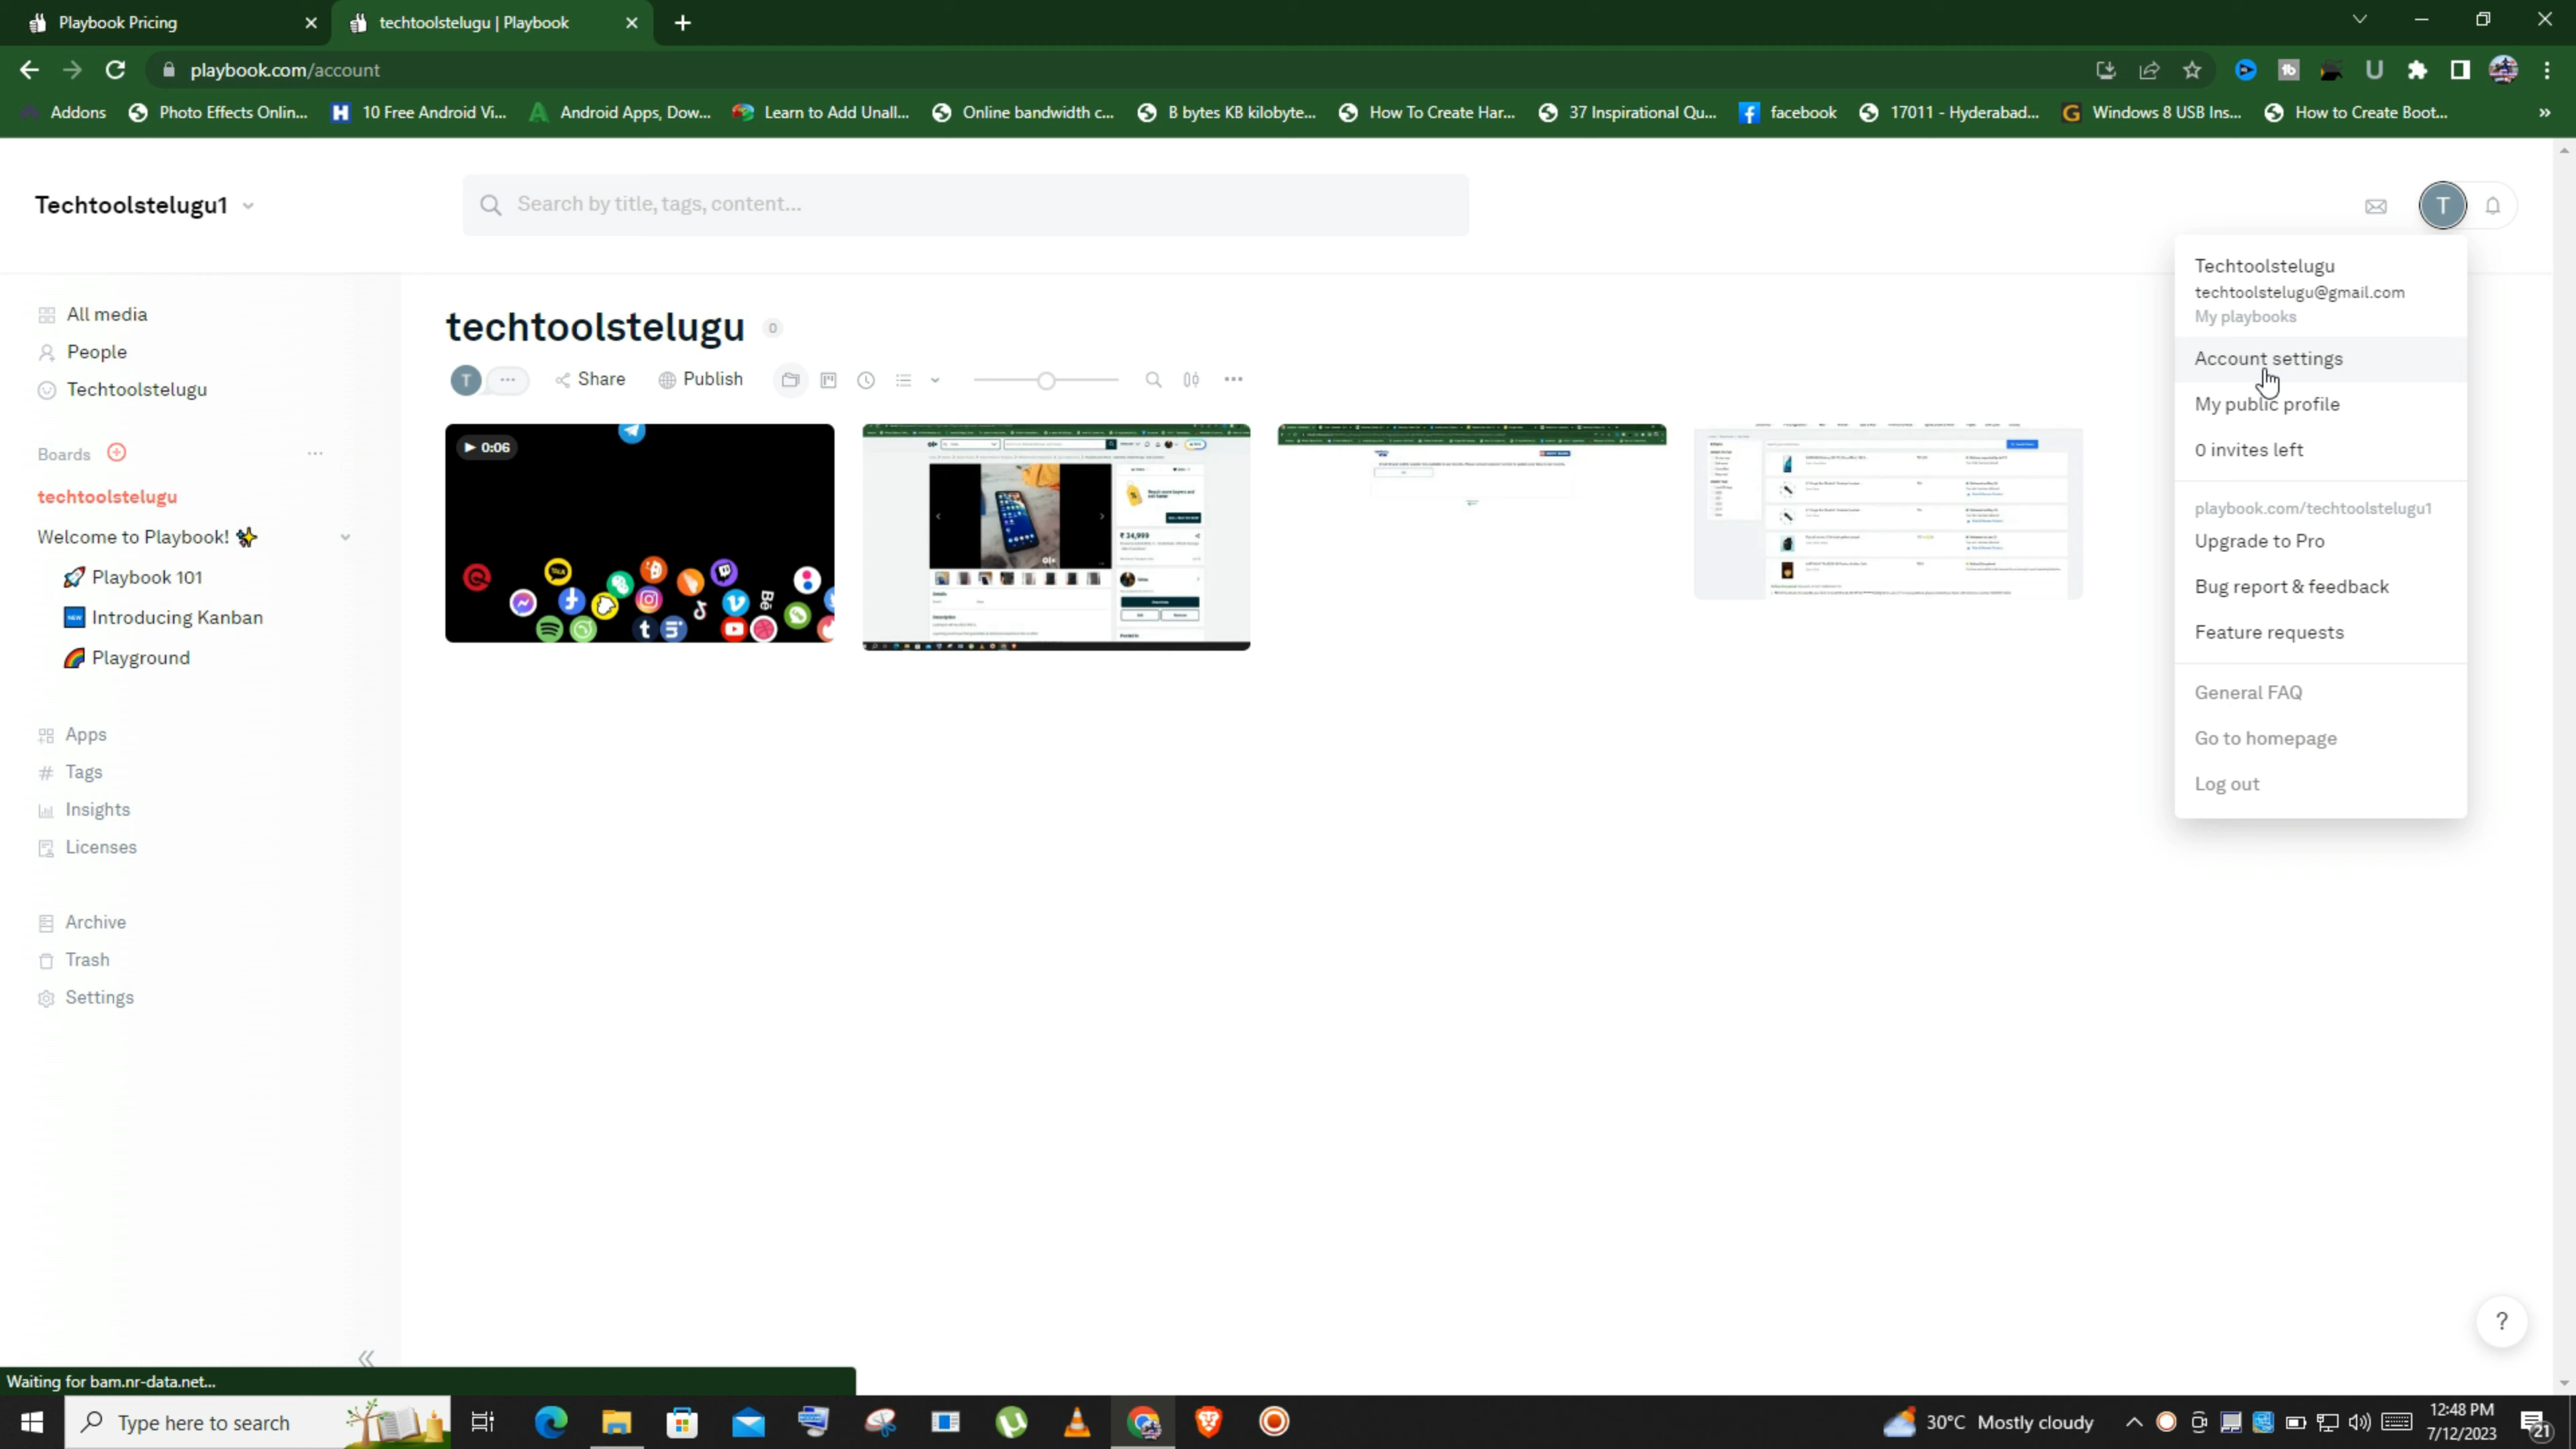 Playbook Pricing
techtoolstelugu | Playbook
playbook.com/account
Addons
Photo Effects Onlin...
10 Free Android Vi...
Android Apps, Dow...
Learn to Add Unall...
Online bandwidth c...
B bytes KB kilobyte...
How To Create Har...
37 Inspirational Qu...
facebook
17011 - Hyderabad...
Windows 8 USB Ins...
How to Create Boot...
Techtoolstelugu1
Search by title, tags, content...
T
All media
People
Techtoolstelugu
Boards
techtoolstelugu
Welcome to Playbook! ✨
Playbook 101
Introducing Kanban
Playground
Apps
Tags
Insights
Licenses
Archive
Trash
Settings
techtoolstelugu 0
T
Share
Publish
0:06
₹ 24,999
Techtoolstelugu
techtoolstelugu@gmail.com
My playbooks
Account settings
My public profile
0 invites left
playbook.com/techtoolstelugu1
Upgrade to Pro
Bug report & feedback
Feature requests
General FAQ
Go to homepage
Log out
?
Waiting for bam.nr-data.net...
Type here to search
30°C Mostly cloudy
12:48 PM
7/12/2023
21